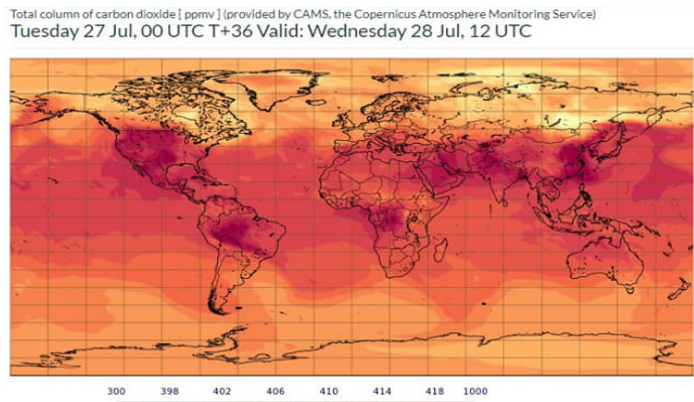 Total column of carbon dioxide [ ppmv ] (provided by CAMS, the Copernicus Atmosphere Monitoring Service)
Tuesday 27 Jul, 00 UTC T+36 Valid: Wednesday 28 Jul, 12 UTC
300 398 402 406 410 414 418 1000